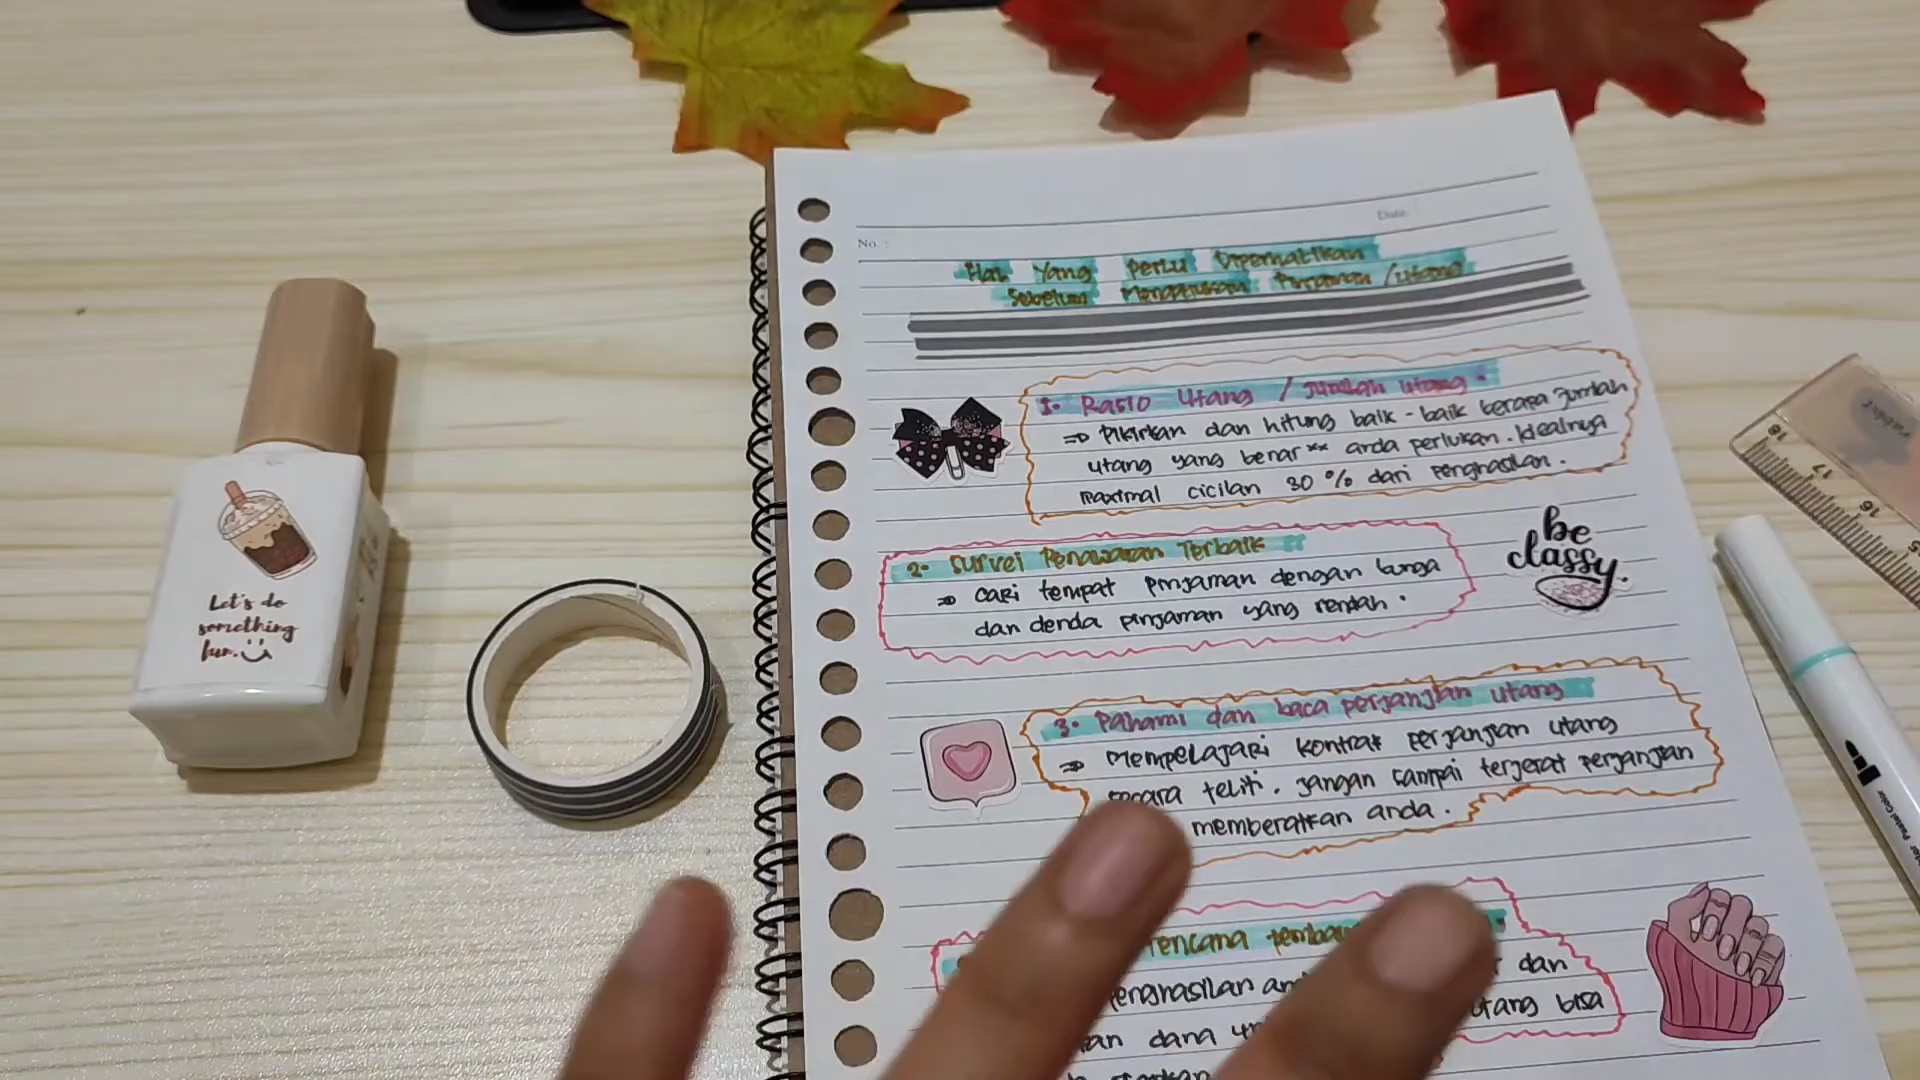 No. :
Date:
Hal Yang Perlu Diperhatikan
Sebelum Mengajukan Pinjaman / Utang
1. Rasio Utang / Jumlah utang.
⇒ Pikirkan dan hitung baik - baik berapa Jumlah
utang yang benar ** anda perlukan. Idealnya
maximal cicilan 30 % dari penghasilan.
2. Survei Penawaran Terbaik
⇒ Cari tempat pinjaman dengan bunga
dan denda pinjaman yang rendah.
be
classy.
3. Pahami dan baca perjanjian utang
⇒ Mempelajari kontrak perjanjian utang
secara teliti. Jangan sampai terjerat perjanjian
memberatkan anda.
rencana
dan
utang bisa
dana
Let's do
something
fun.
18
17
16